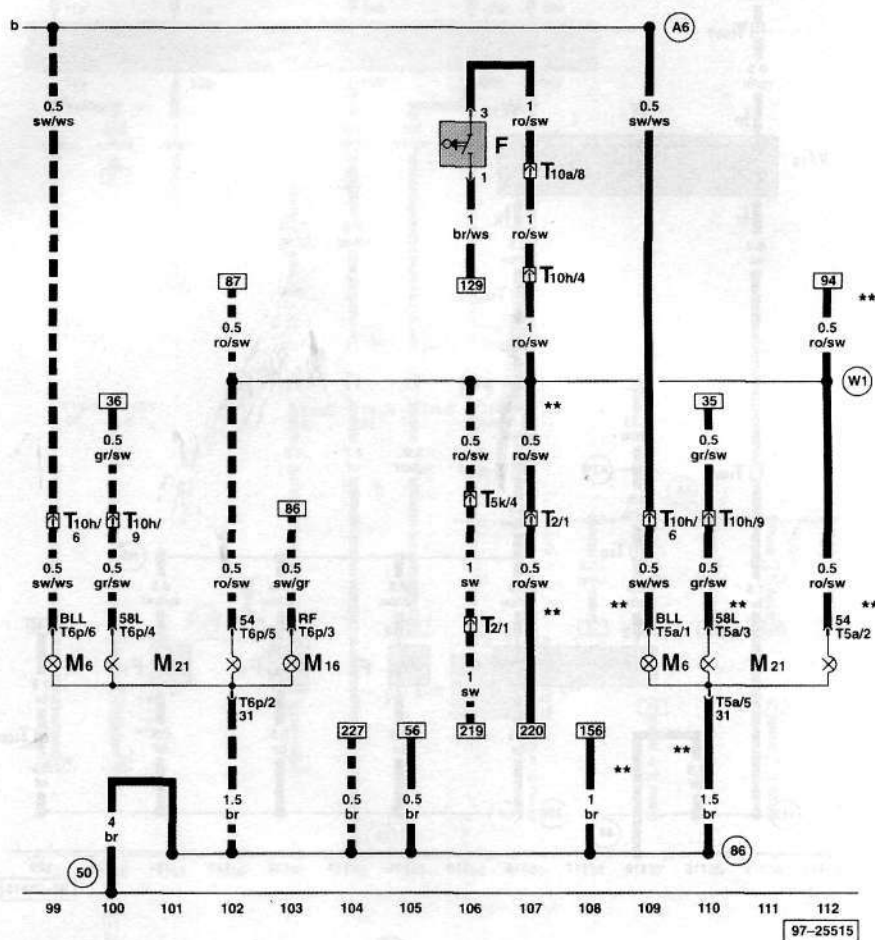 b
A6
0.5
sw/ws
3
F
1
1
ro/sw
0.5
sw/ws
T10a/8
1
br/ws
1
ro/sw
129
T10h/4
87
94
**
0.5
ro/sw
1
ro/sw
0.5
ro/sw
W1
36
**
35
0.5
gr/sw
0.5
ro/sw
0.5
ro/sw
0.5
gr/sw
T5k/4
86
T10h/
6
T10h/
9
T2/1
T10h/
6
T10h/9
0.5
sw/ws
0.5
gr/sw
0.5
ro/sw
0.5
sw/gr
1
sw
0.5
ro/sw
0.5
sw/ws
0.5
gr/sw
0.5
ro/sw
BLL
T6p/6
58L
T6p/4
54
T6p/5
RF
T6p/3
T2/1
**
**
BLL
T5a/1
**
58L
T5a/3
**
54
T5a/2
M6
M21
M16
M6
M21
T6p/2
31
1
sw
T5a/5
31
227
56
219
220
156
**
**
1.5
br
0.5
br
0.5
br
1
br
1.5
br
4
br
86
50
99 100 101 102 103 104 105 106 107 108 109 110 111 112
97–25515